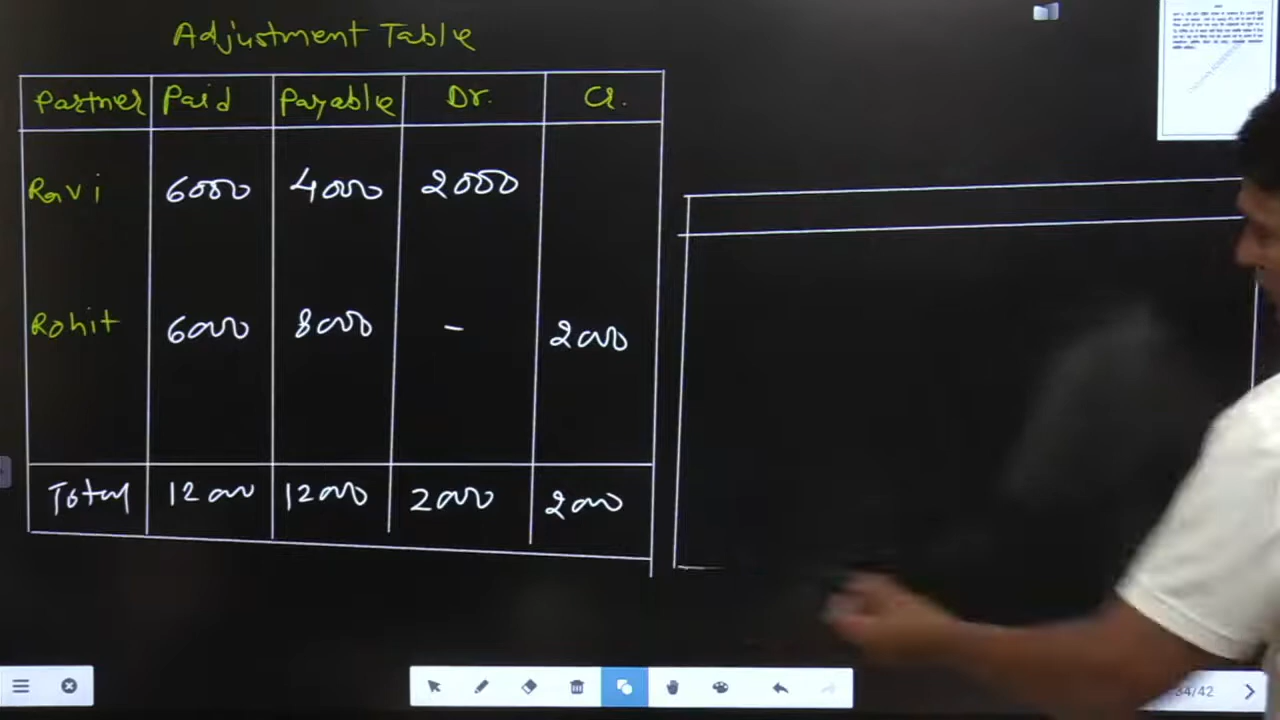 Adjustment Table
Partner Paid Payable Dr. Cr.
Ravi 6000 4000 2000
Rohit 6000 8000 - 2000
Total 12000 12000 2000 2000
34/42